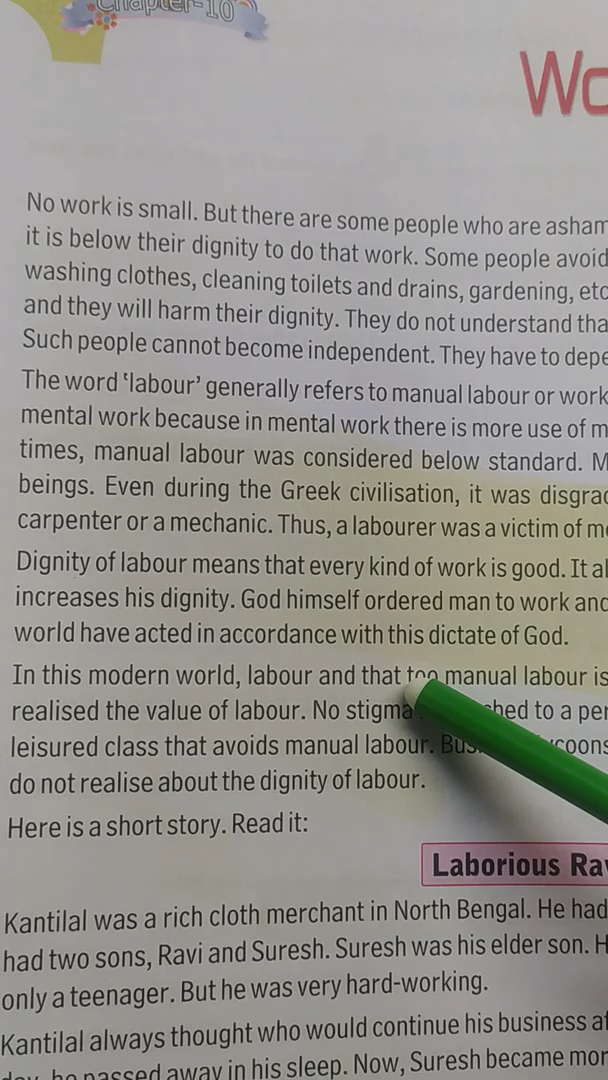 Chapter-10
No work is small. But there are some people who are
it is below their dignity to do that work. Some people avoid
washing clothes, cleaning toilets and drains, gardening, etc
and they will harm their dignity. They do not understand
Such people cannot become independent. They have to
The word 'labour' generally refers to manual labour or work
mental work because in mental work there is more use of
times, manual labour was considered below standard.
beings. Even during the Greek civilisation, it was
carpenter or a mechanic. Thus, a labourer was a victim of
Dignity of labour means that every kind of work is good. It
increases his dignity. God himself ordered man to work and
world have acted in accordance with this dictate of God.
In this modern world, labour and that too manual labour is
realised the value of labour. No stigma to a
leisured class that avoids manual labour.
do not realise about the dignity of labour.
Here is a short story. Read it:
Laborious
Kantilal was a rich cloth merchant in North Bengal. He had
had two sons, Ravi and Suresh. Suresh was his elder son.
only a teenager. But he was very hard-working.
Kantilal always thought who would continue his business
he passed away in his sleep. Now, Suresh became